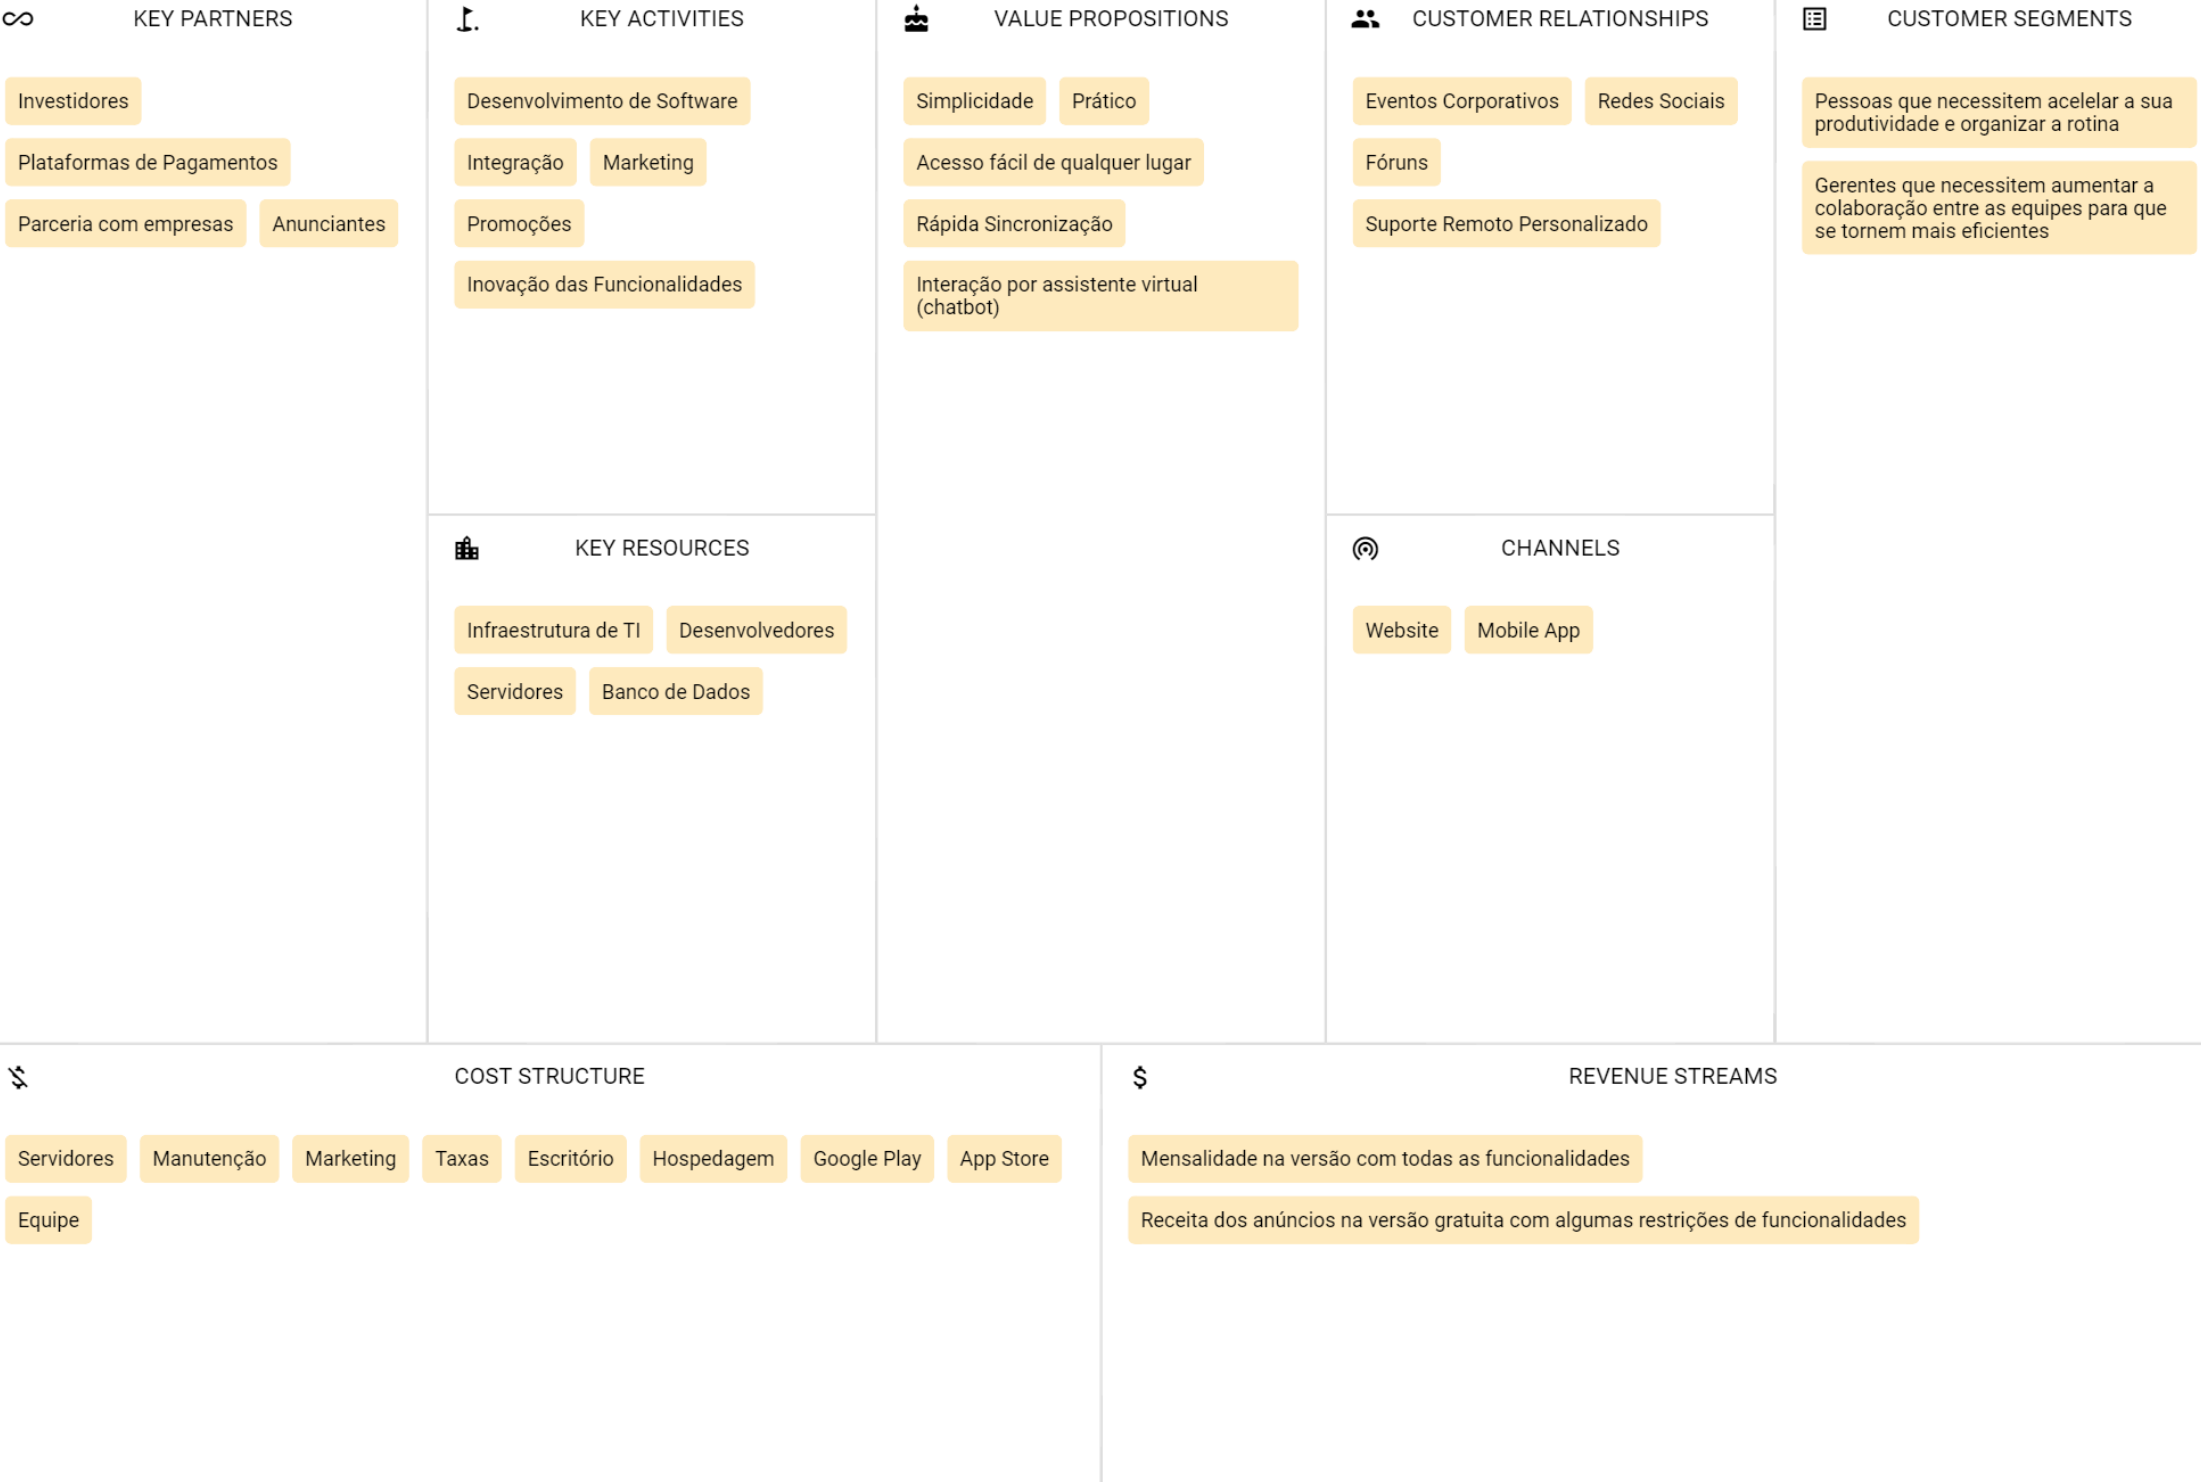 KEY PARTNERS
Investidores
Plataformas de Pagamentos
Parceria com empresas
Anunciantes
KEY ACTIVITIES
Desenvolvimento de Software
Integração
Marketing
Promoções
Inovação das Funcionalidades
KEY RESOURCES
Infraestrutura de TI
Desenvolvedores
Servidores
Banco de Dados
VALUE PROPOSITIONS
Simplicidade
Prático
Acesso fácil de qualquer lugar
Rápida Sincronização
Interação por assistente virtual
(chatbot)
CUSTOMER RELATIONSHIPS
Eventos Corporativos
Redes Sociais
Fóruns
Suporte Remoto Personalizado
CHANNELS
Website
Mobile App
CUSTOMER SEGMENTS
Pessoas que necessitem acelelar a sua
produtividade e organizar a rotina
Gerentes que necessitem aumentar a
colaboração entre as equipes para que
se tornem mais eficientes
COST STRUCTURE
Servidores
Manutenção
Marketing
Taxas
Escritório
Hospedagem
Google Play
App Store
Equipe
REVENUE STREAMS
Mensalidade na versão com todas as funcionalidades
Receita dos anúncios na versão gratuita com algumas restrições de funcionalidades